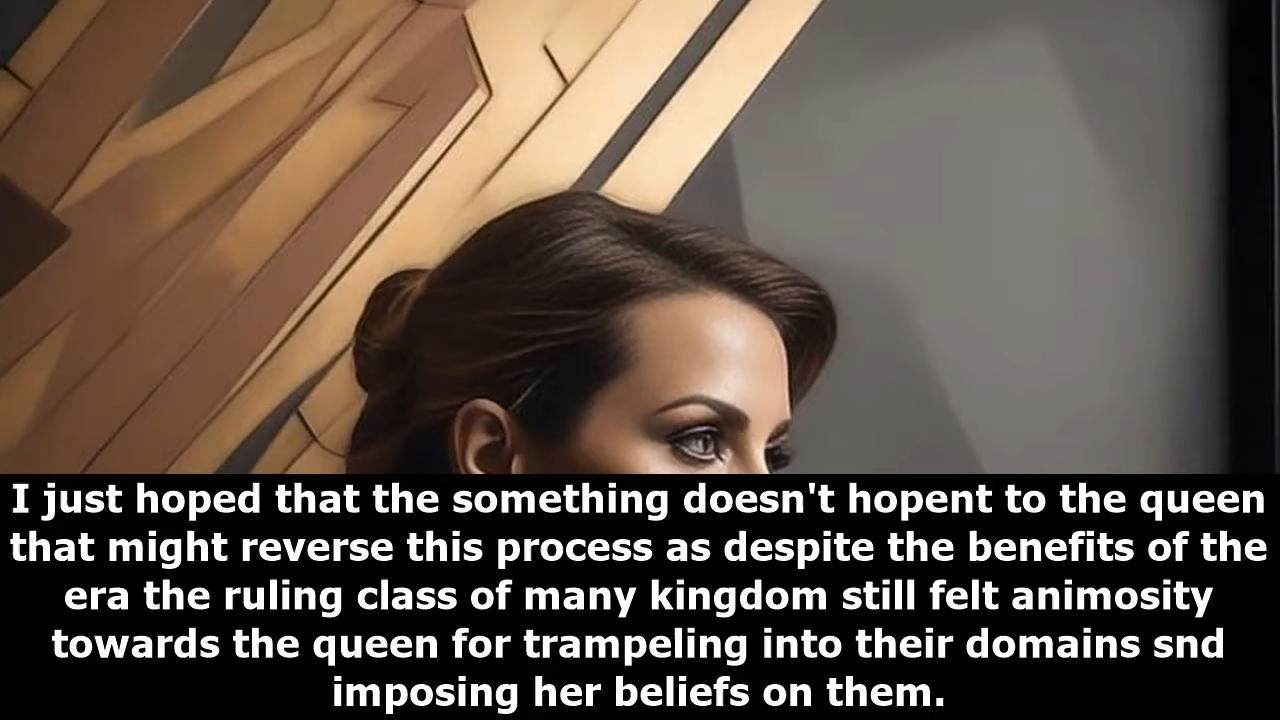 I just hoped that the something doesn't hopent to the queen
that might reverse this process as despite the benefits of the
era the ruling class of many kingdom still felt animosity
towards the queen for trampeling into their domains snd
imposing her beliefs on them.